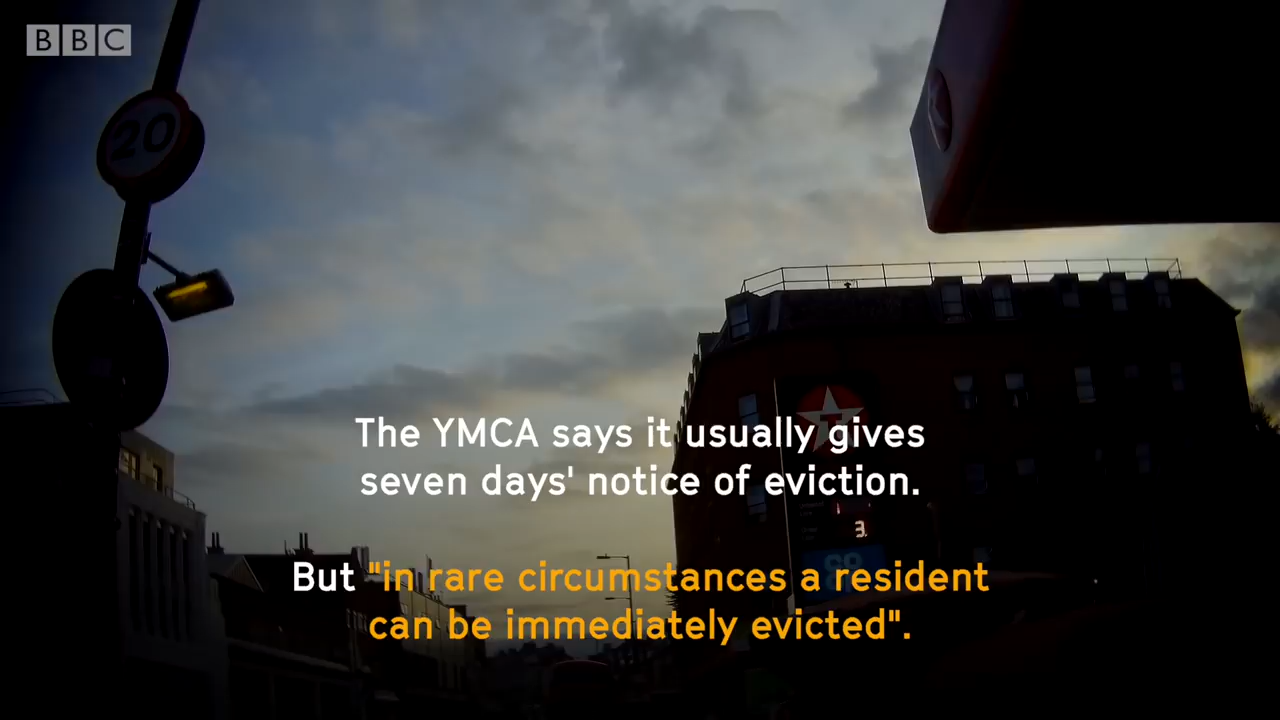 BBC
20
The YMCA says it usually gives
seven days' notice of eviction.
3
But "in rare circumstances a resident
can be immediately evicted".